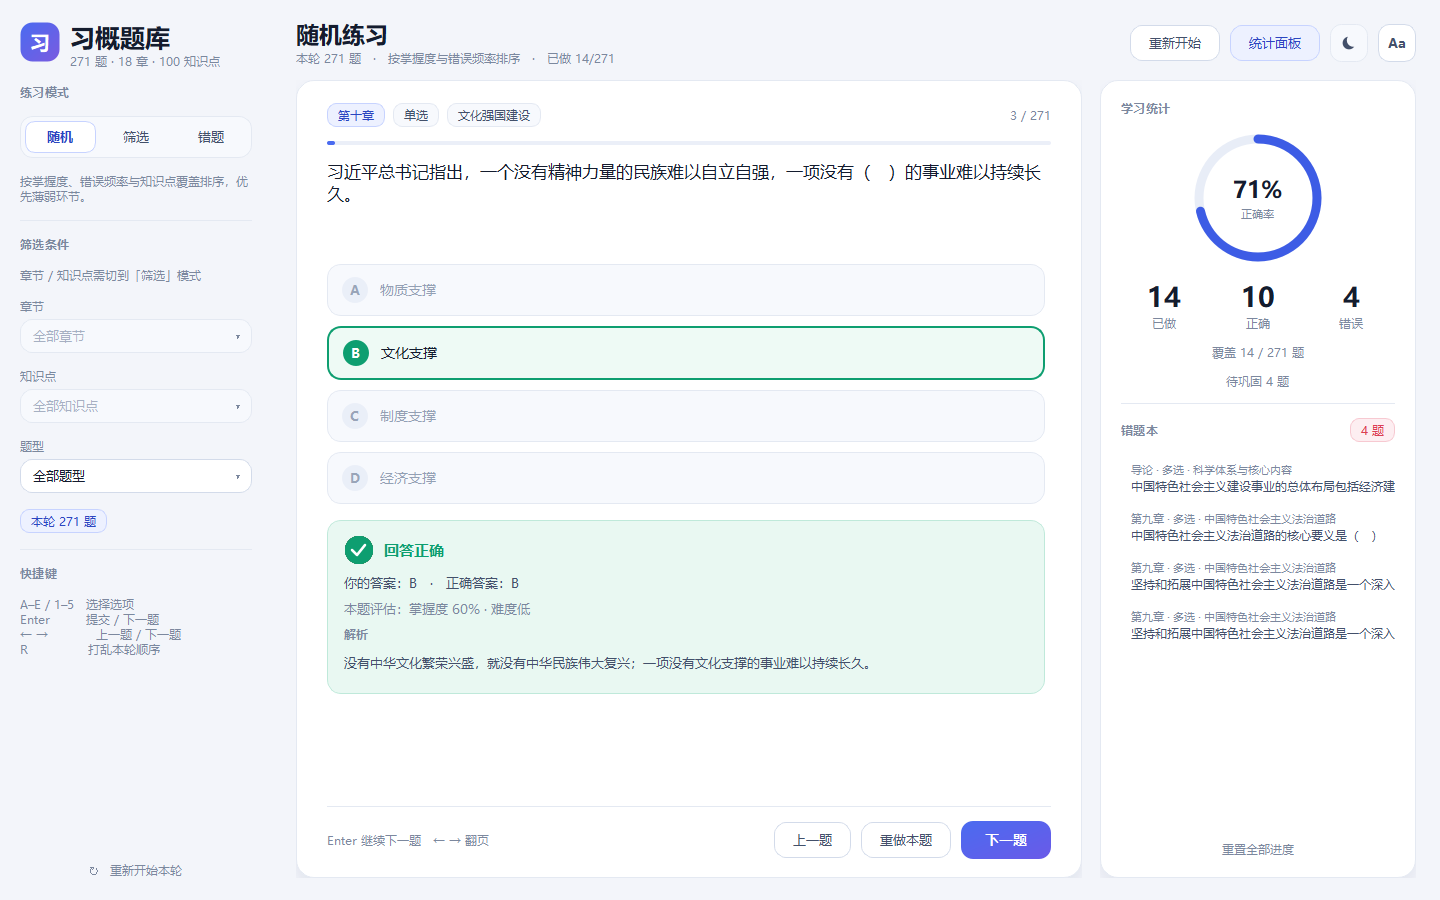 习
习概题库
271 题 · 18 章 · 100 知识点
练习模式
随机
筛选
错题
按掌握度、错误频率与知识点覆盖排序，优
先薄弱环节。
筛选条件
章节 / 知识点需切到「筛选」模式
章节
全部章节
知识点
全部知识点
题型
全部题型
本轮 271 题
快捷键
A–E / 1–5 选择选项
Enter 提交 / 下一题
← → 上一题 / 下一题
R 打乱本轮顺序
↻ 重新开始本轮
随机练习
本轮 271 题 · 按掌握度与错误频率排序 · 已做 14/271
重新开始
统计面板
Aa
第十章
单选
文化强国建设
3 / 271
习近平总书记指出，一个没有精神力量的民族难以自立自强，一项没有（ ）的事业难以持续长
久。
A 物质支撑
B 文化支撑
C 制度支撑
D 经济支撑
回答正确
你的答案：B · 正确答案：B
本题评估：掌握度 60% · 难度低
解析
没有中华文化繁荣兴盛，就没有中华民族伟大复兴；一项没有文化支撑的事业难以持续长久。
Enter 继续下一题 ← → 翻页
上一题
重做本题
下一题
学习统计
71%
正确率
14
已做
10
正确
4
错误
覆盖 14 / 271 题
待巩固 4 题
错题本
4 题
导论 · 多选 · 科学体系与核心内容
中国特色社会主义建设事业的总体布局包括经济建
第九章 · 多选 · 中国特色社会主义法治道路
中国特色社会主义法治道路的核心要义是（ ）
第九章 · 多选 · 中国特色社会主义法治道路
坚持和拓展中国特色社会主义法治道路是一个深入
第九章 · 多选 · 中国特色社会主义法治道路
坚持和拓展中国特色社会主义法治道路是一个深入
重置全部进度